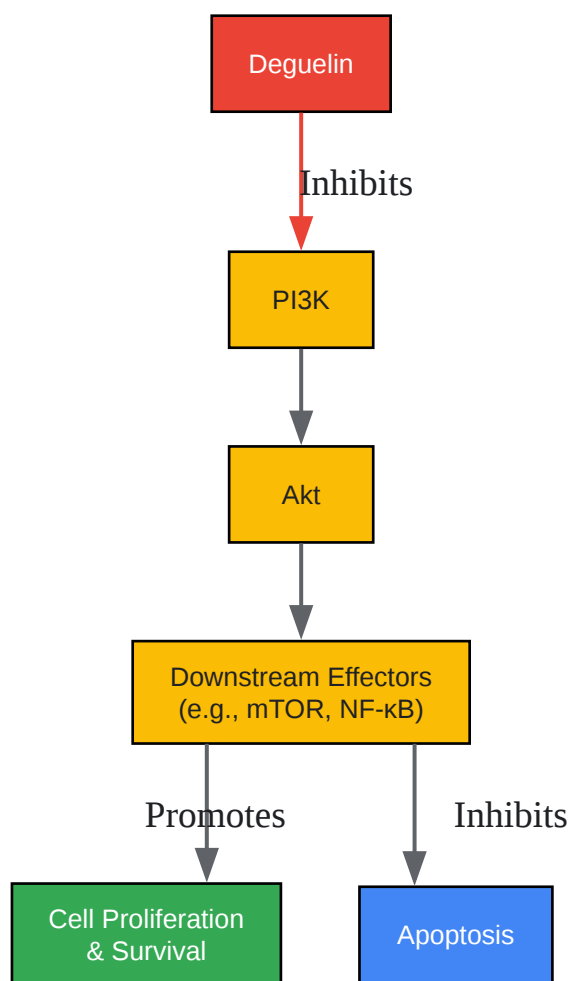 Deguelin
Inhibits
PI3K
Akt
Downstream Effectors
(e.g., mTOR, NF-κB)
Promotes
Inhibits
Cell Proliferation
& Survival
Apoptosis